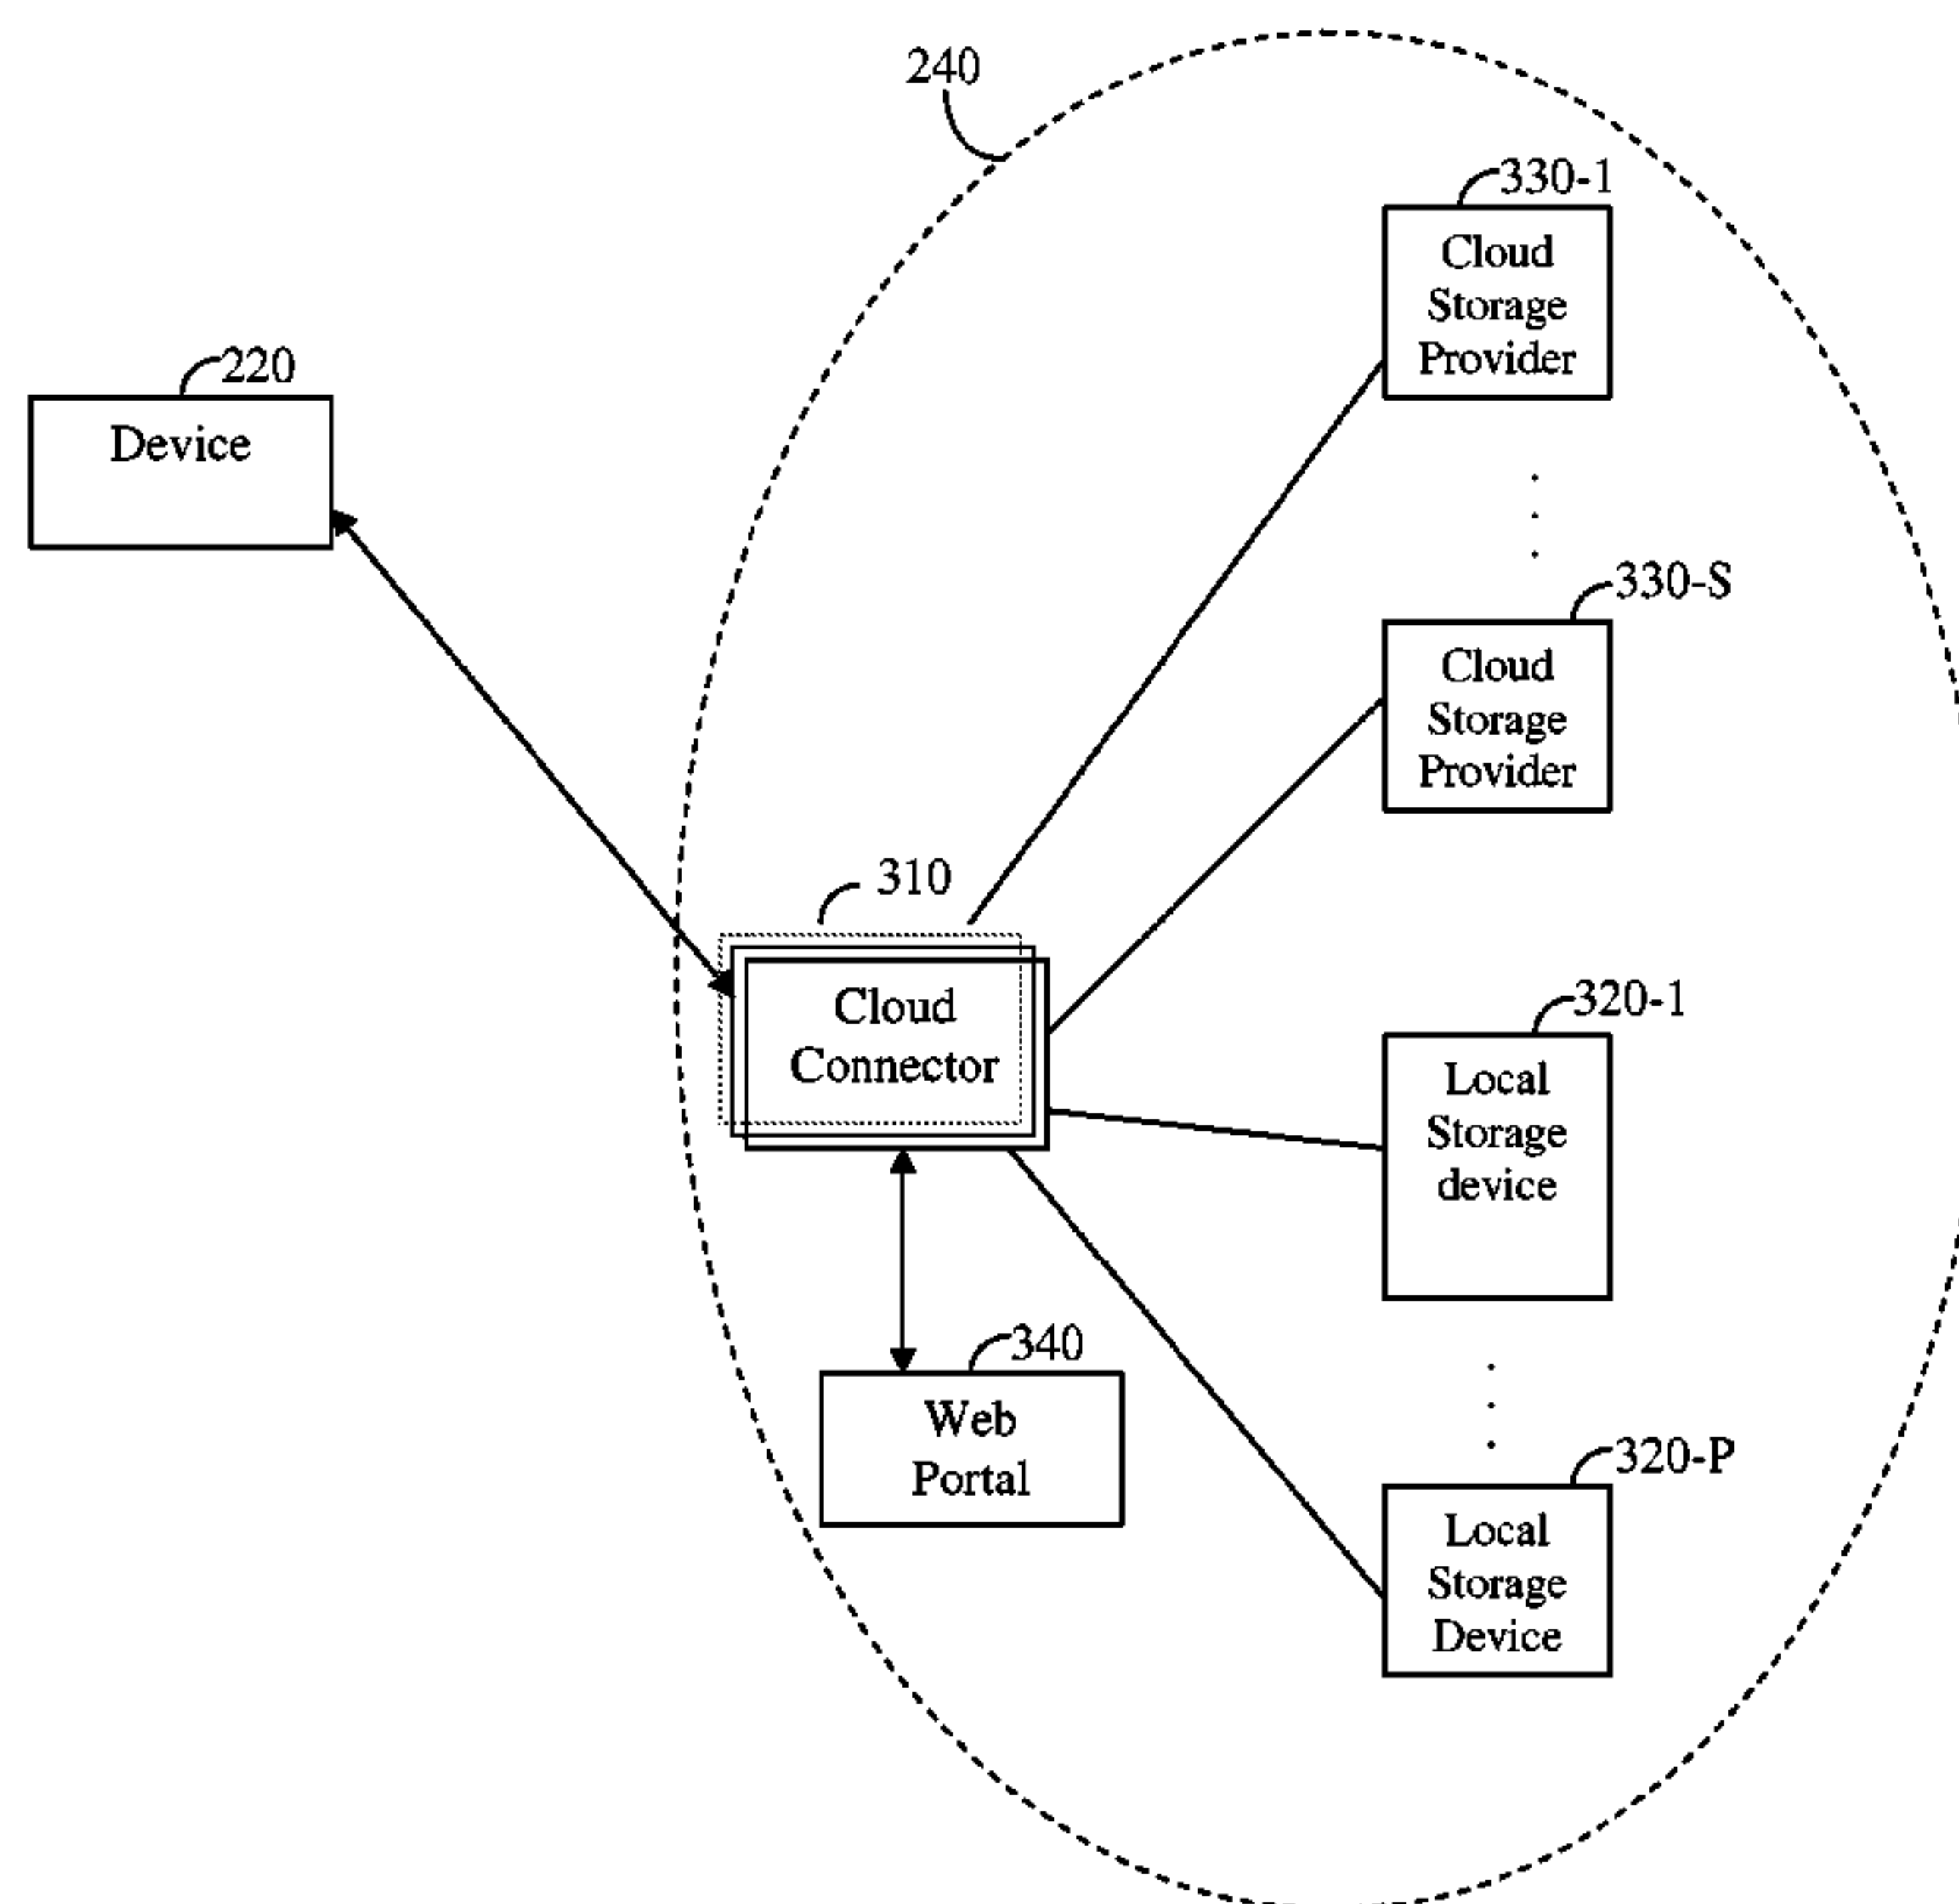 240
330-1
Cloud
Storage
Provider
220
Device
330-S
Cloud
Storage
Provider
310
Cloud
Connector
320-1
Local
Storage
device
340
Web
Portal
320-P
Local
Storage
Device